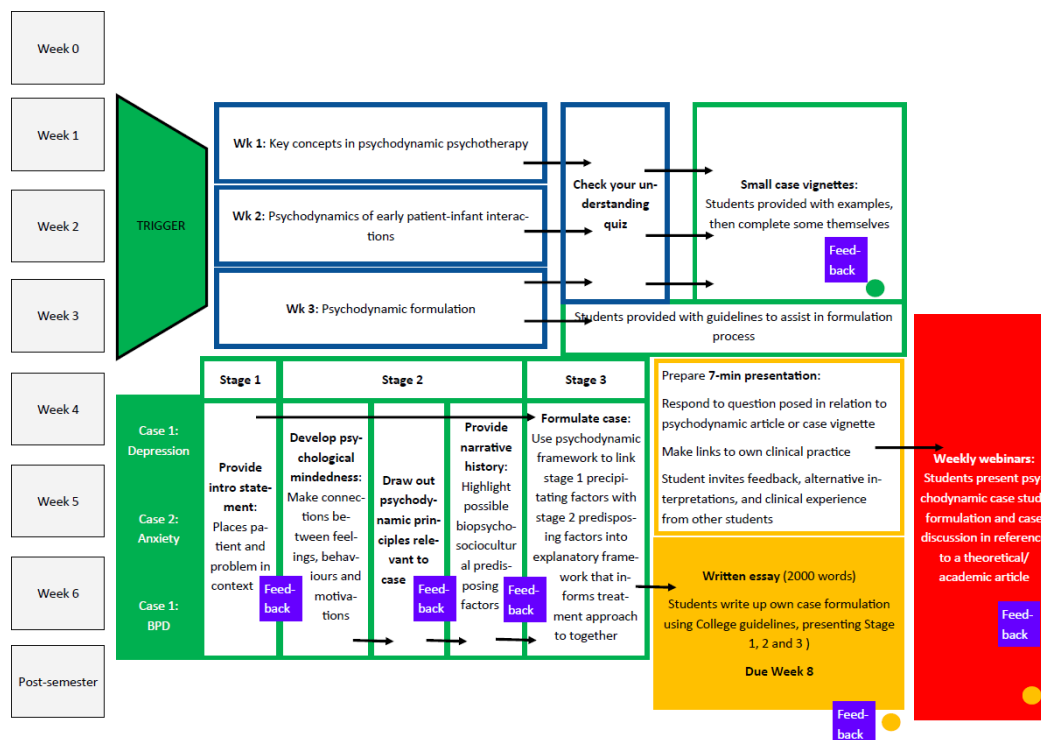 Week 0
Week 1
Week 2
Week 3
Week 4
Week 5
Week 6
Post-semester
TRIGGER
Wk 1: Key concepts in psychodynamic psychotherapy
Wk 2: Psychodynamics of early patient-infant interac-
tions
Wk 3: Psychodynamic formulation
Check your un-
derstanding
quiz
Small case vignettes:
Students provided with examples,
then complete some themselves
Feed-
back
Students provided with guidelines to assist in formulation
process
Stage 1
Stage 2
Stage 3
Case 1:
Depression
Case 2:
Anxiety
Case 1:
BPD
Provide
intro state-
ment:
Places pa-
tient and
problem in
context
Feed-
back
Develop psy-
chological
mindedness:
Make connec-
tions be-
tween feel-
ings, behav-
iours and
motiva-
tions
Draw out
psychody-
namic prin-
ciples rele-
vant to
case
Feed-
back
Provide
narrative
history:
Highlight
possible
biopsycho-
sociocultur
al predis-
posing
factors
Feed-
back
Formulate case:
Use psychodynamic
framework to link
stage 1 precipi-
tating factors with
stage 2 predispos-
ing factors into
explanatory frame-
work that in-
forms treat-
ment approach
to together
Prepare 7-min presentation:
Respond to question posed in relation to
psychodynamic article or case vignette
Make links to own clinical practice
Student invites feedback, alternative in-
terpretations, and clinical experience
from other students
Written essay (2000 words)
Students write up own case formulation
using College guidelines, presenting Stage
1, 2 and 3 )
Due Week 8
Feed-
back
Weekly webinars:
Students present psy-
chodynamic case stud
formulation and case
discussion in referenc
to a theoretical/
academic article
Feed-
back